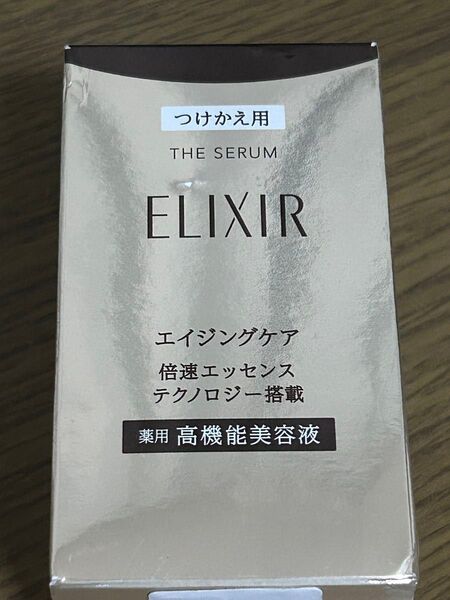 つけかえ用
THE SERUM
ELIXIR
エイジングケア
倍速エッセンス
テクノロジー搭載
薬用 高機能美容液